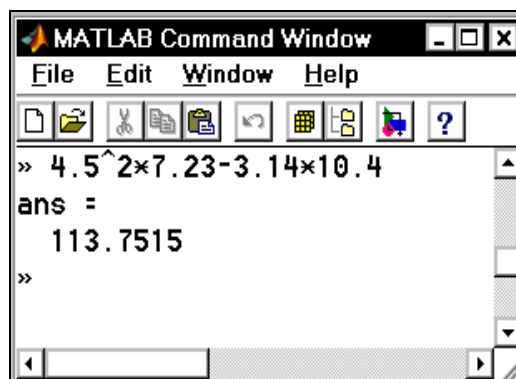 MATLAB Command Window
File Edit Window Help
?
» 4.5^2*7.23-3.14*10.4
ans =
113.7515
»